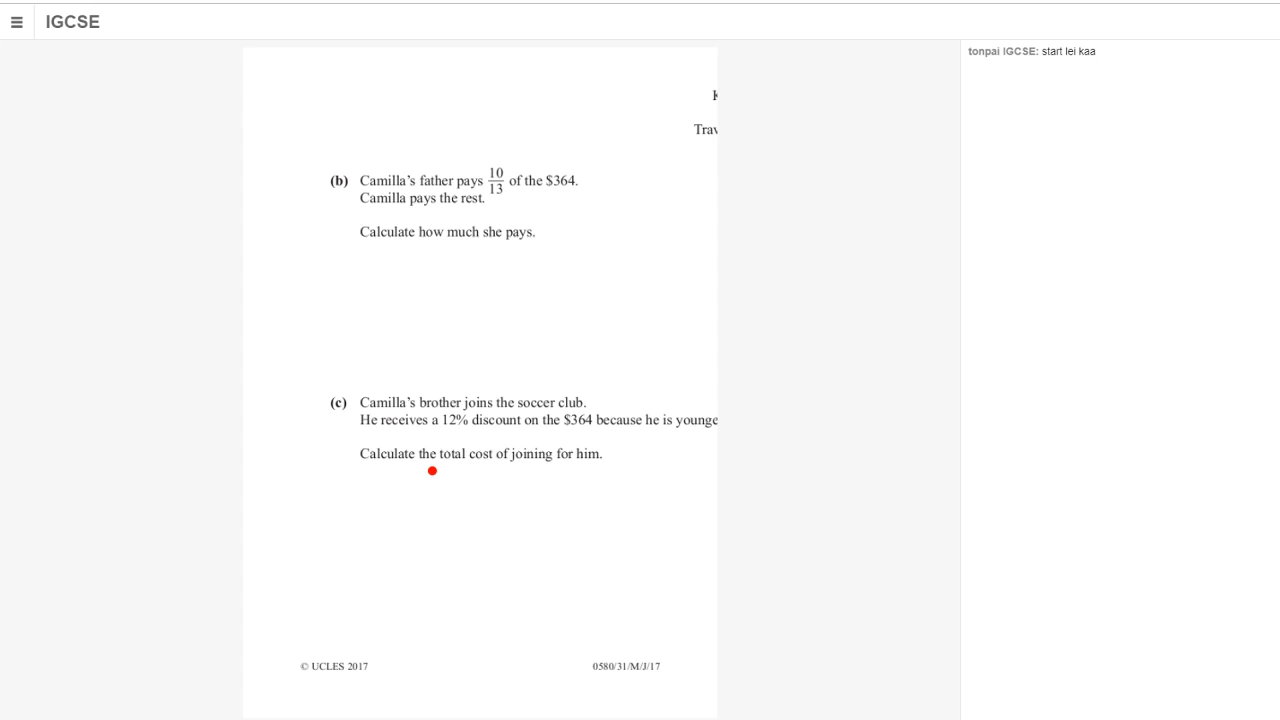 IGCSE
tonpai IGCSE: start lei kaa
Trav
(b) Camilla's father pays 10/13 of the $364.
Camilla pays the rest.
Calculate how much she pays.
(c) Camilla's brother joins the soccer club.
He receives a 12% discount on the $364 because he is younge
Calculate the total cost of joining for him.
© UCLES 2017
0580/31/M/J/17